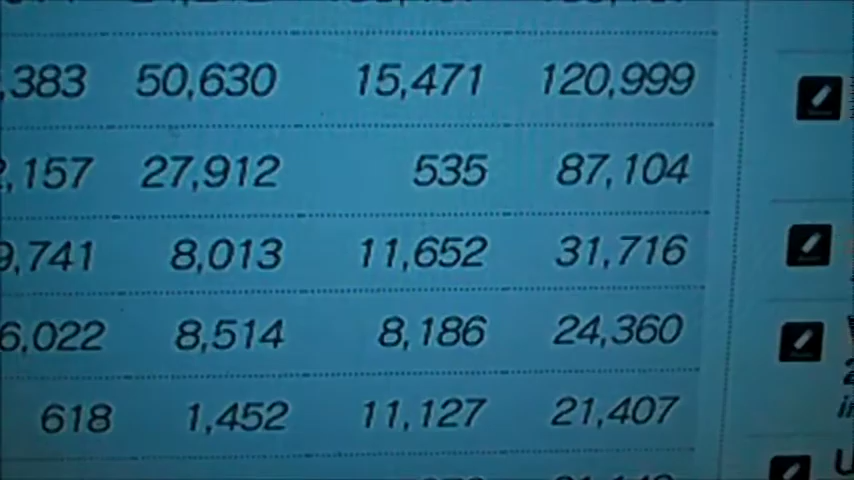 ,383 50,630 15,471 120,999
,157 27,912 535 87,104
9,741 8,013 11,652 31,716
6,022 8,514 8,186 24,360
618 1,452 11,127 21,407